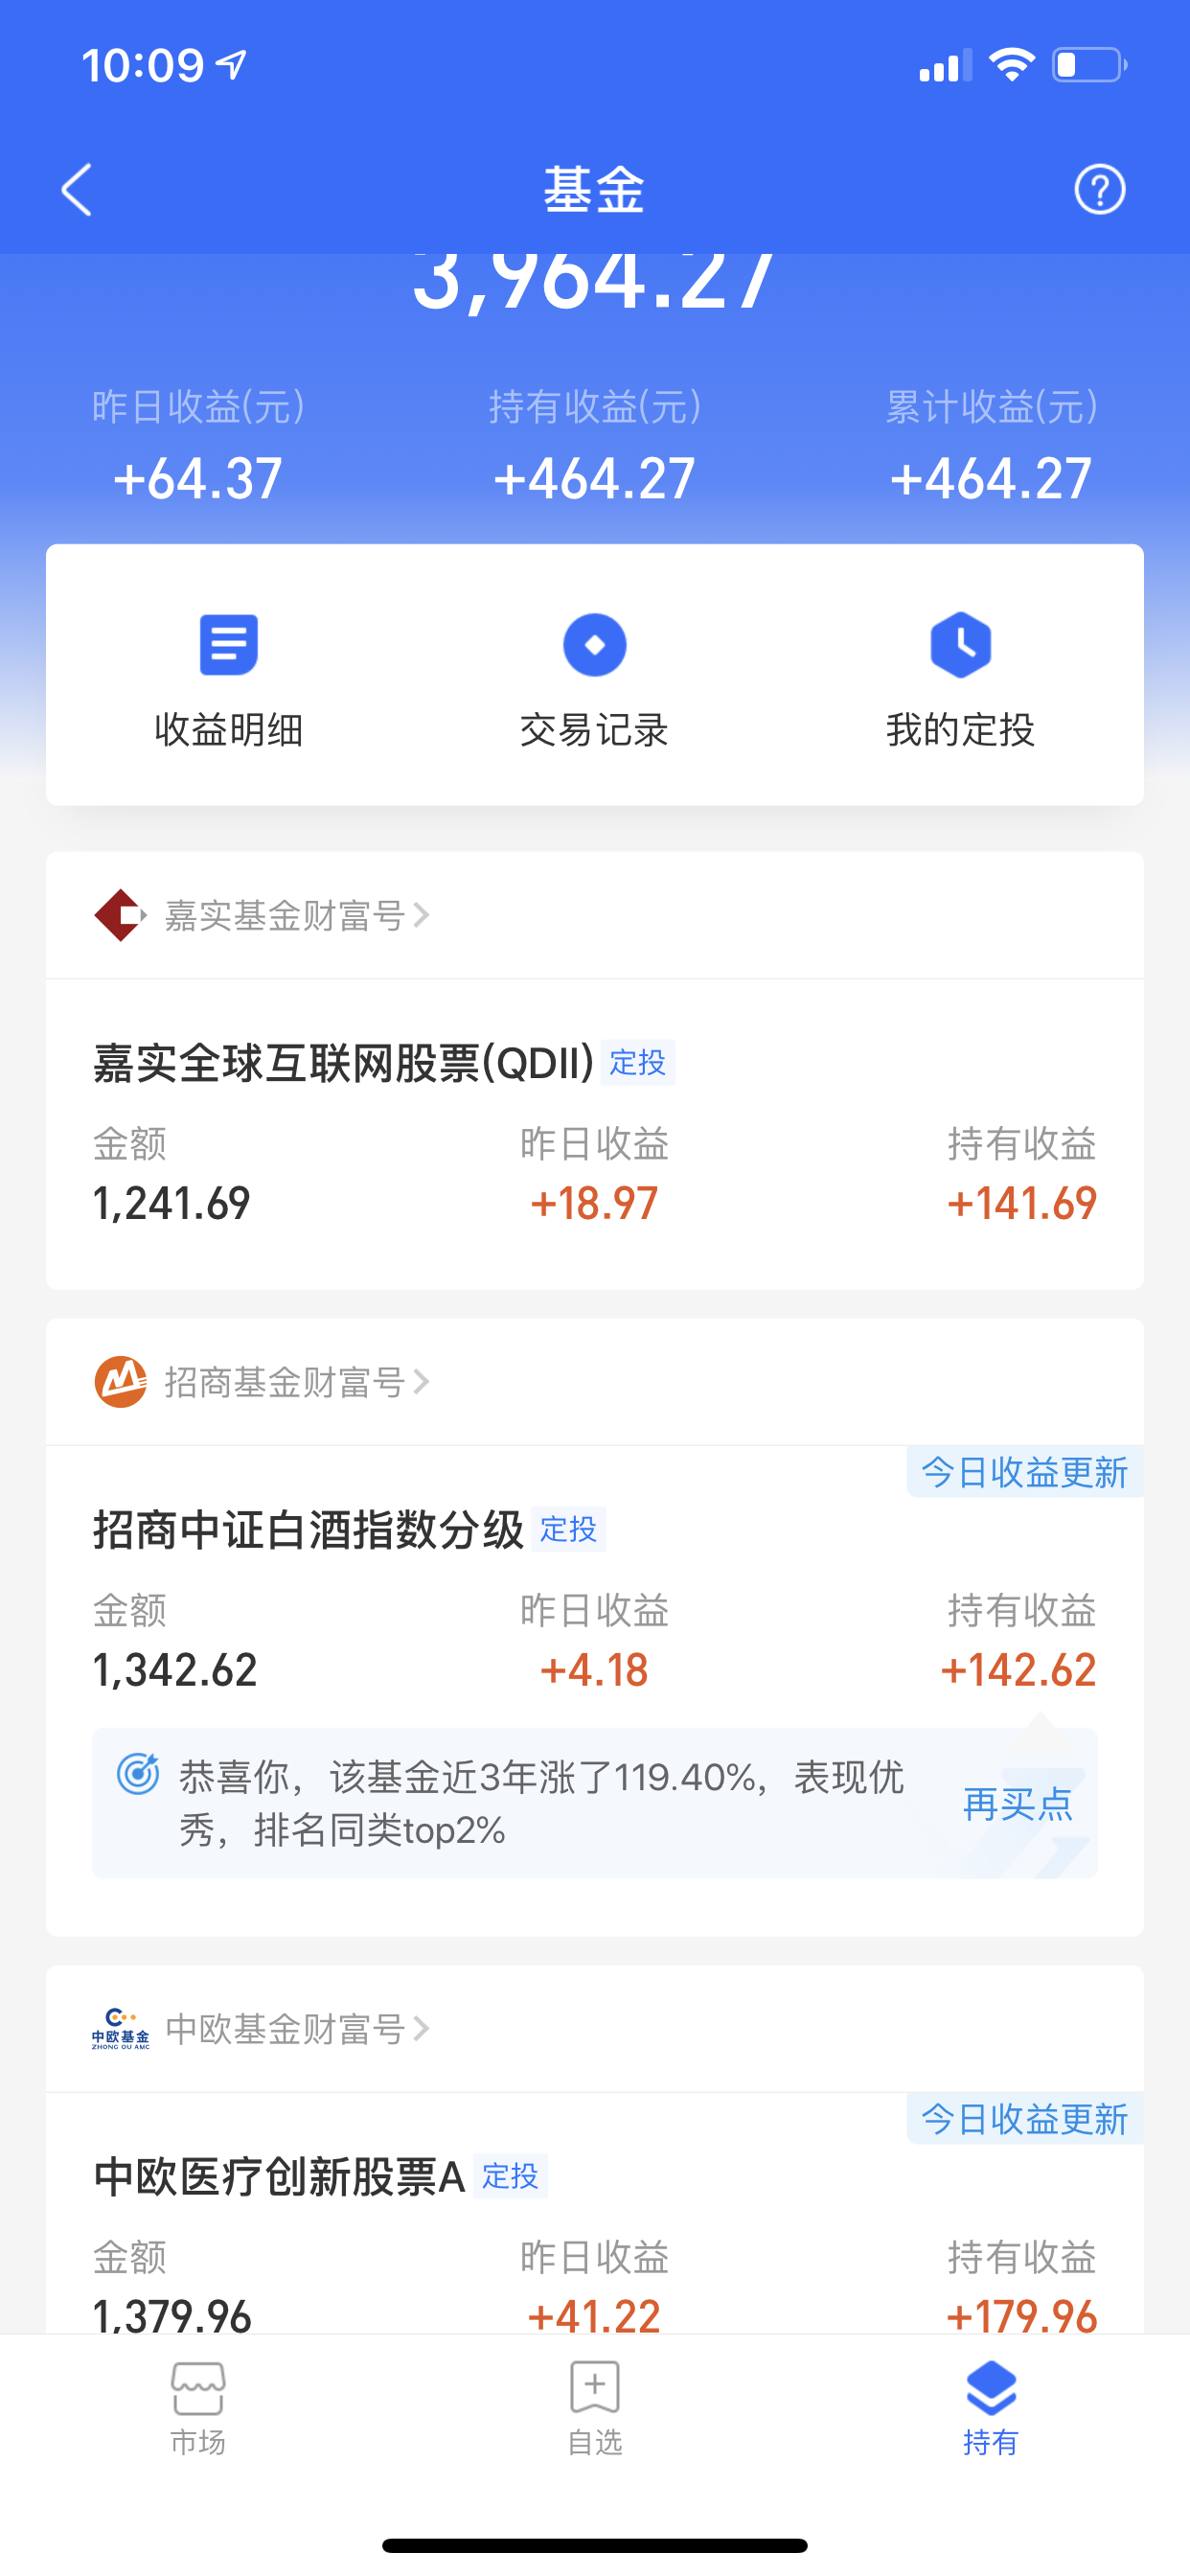 10:09
基金
3,964.27
昨日收益(元) 持有收益(元) 累计收益(元)
+64.37 +464.27 +464.27
收益明细 交易记录 我的定投
嘉实基金财富号
嘉实全球互联网股票(QDII) 定投
金额 昨日收益 持有收益
1,241.69 +18.97 +141.69
招商基金财富号
今日收益更新
招商中证白酒指数分级 定投
金额 昨日收益 持有收益
1,342.62 +4.18 +142.62
恭喜你，该基金近3年涨了119.40%，表现优
秀，排名同类top2%
再买点
中欧基金
ZHONG OU AMC
中欧基金财富号
今日收益更新
中欧医疗创新股票A 定投
金额 昨日收益 持有收益
1,379.96 +41.22 +179.96
市场 自选 持有